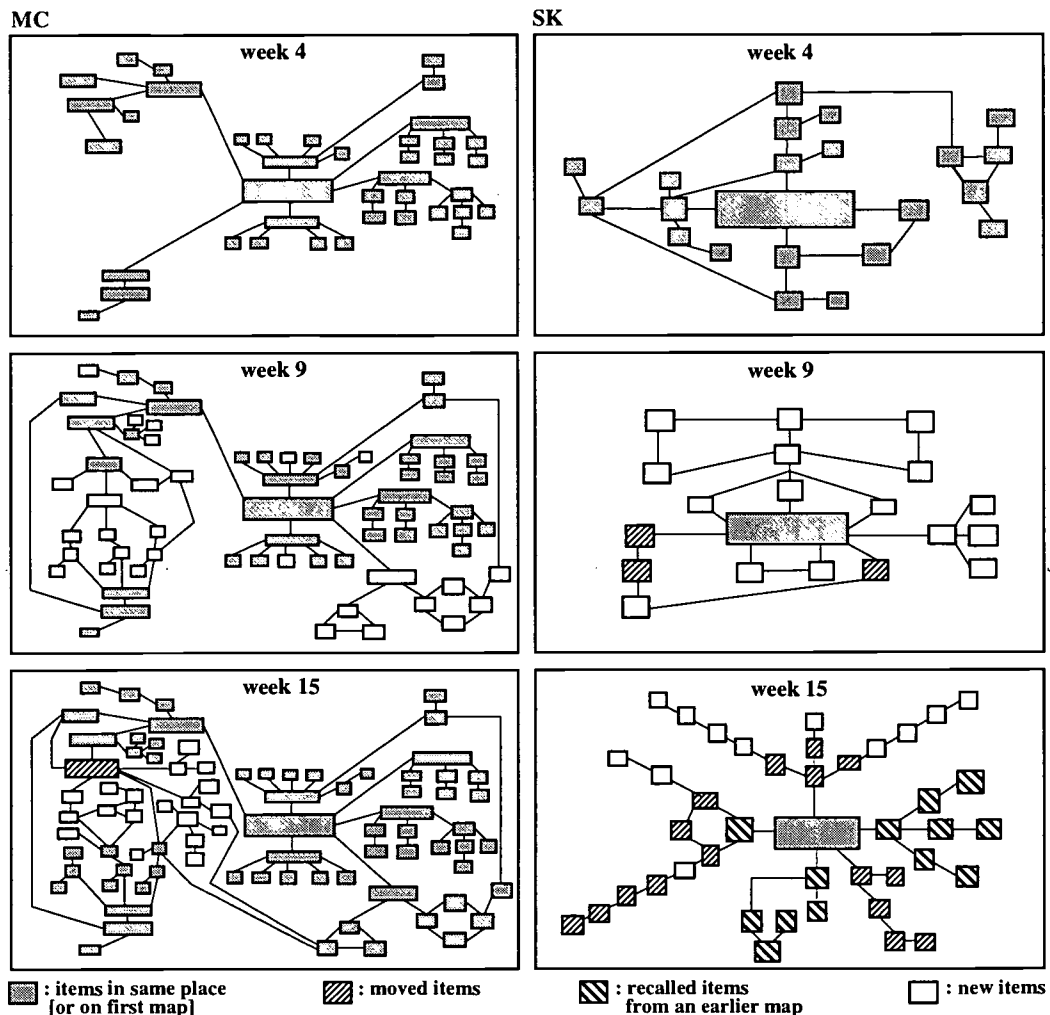 MC
SK
week 4
week 4
week 9
week 9
week 15
week 15
: items in same place
[or on first map]
: moved items
: recalled items
from an earlier map
: new items